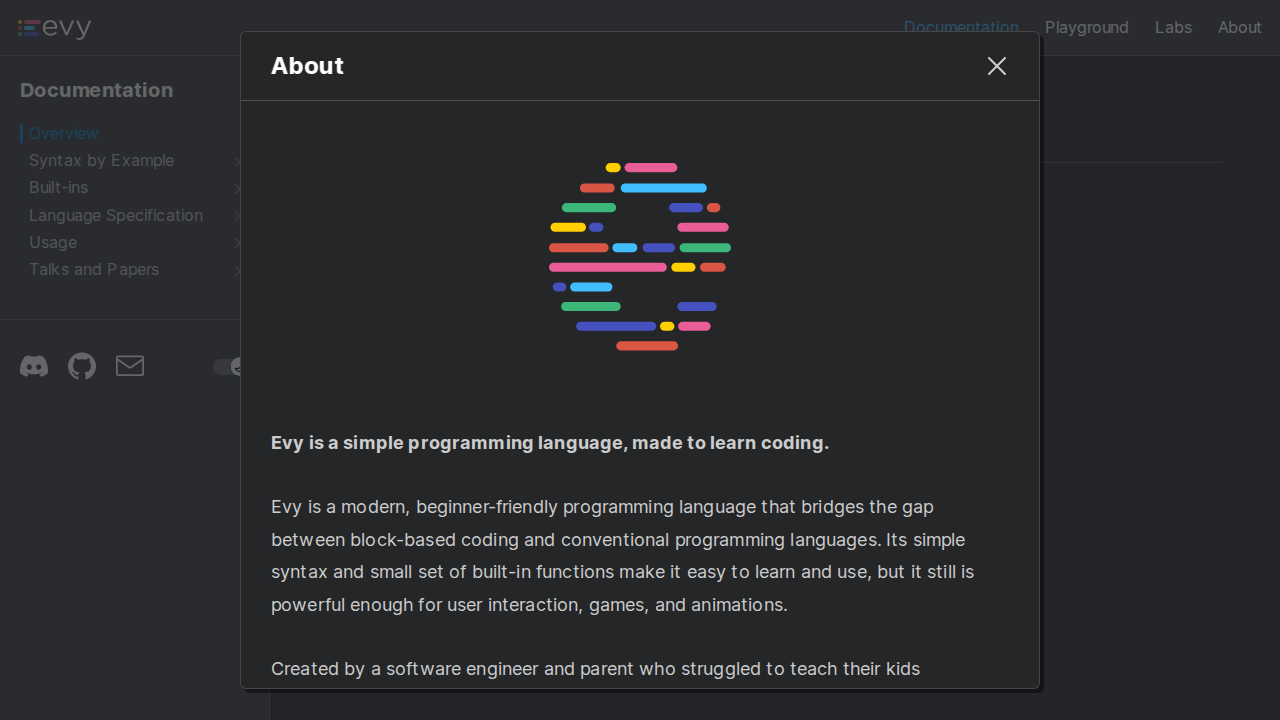 evy
Documentation
Playground
Labs
About
Documentation
Overview
Syntax by Example
Built-ins
Language Specification
Usage
Talks and Papers
About
Evy is a simple programming language, made to learn coding.
Evy is a modern, beginner-friendly programming language that bridges the gap
between block-based coding and conventional programming languages. Its simple
syntax and small set of built-in functions make it easy to learn and use, but it still is
powerful enough for user interaction, games, and animations.
Created by a software engineer and parent who struggled to teach their kids